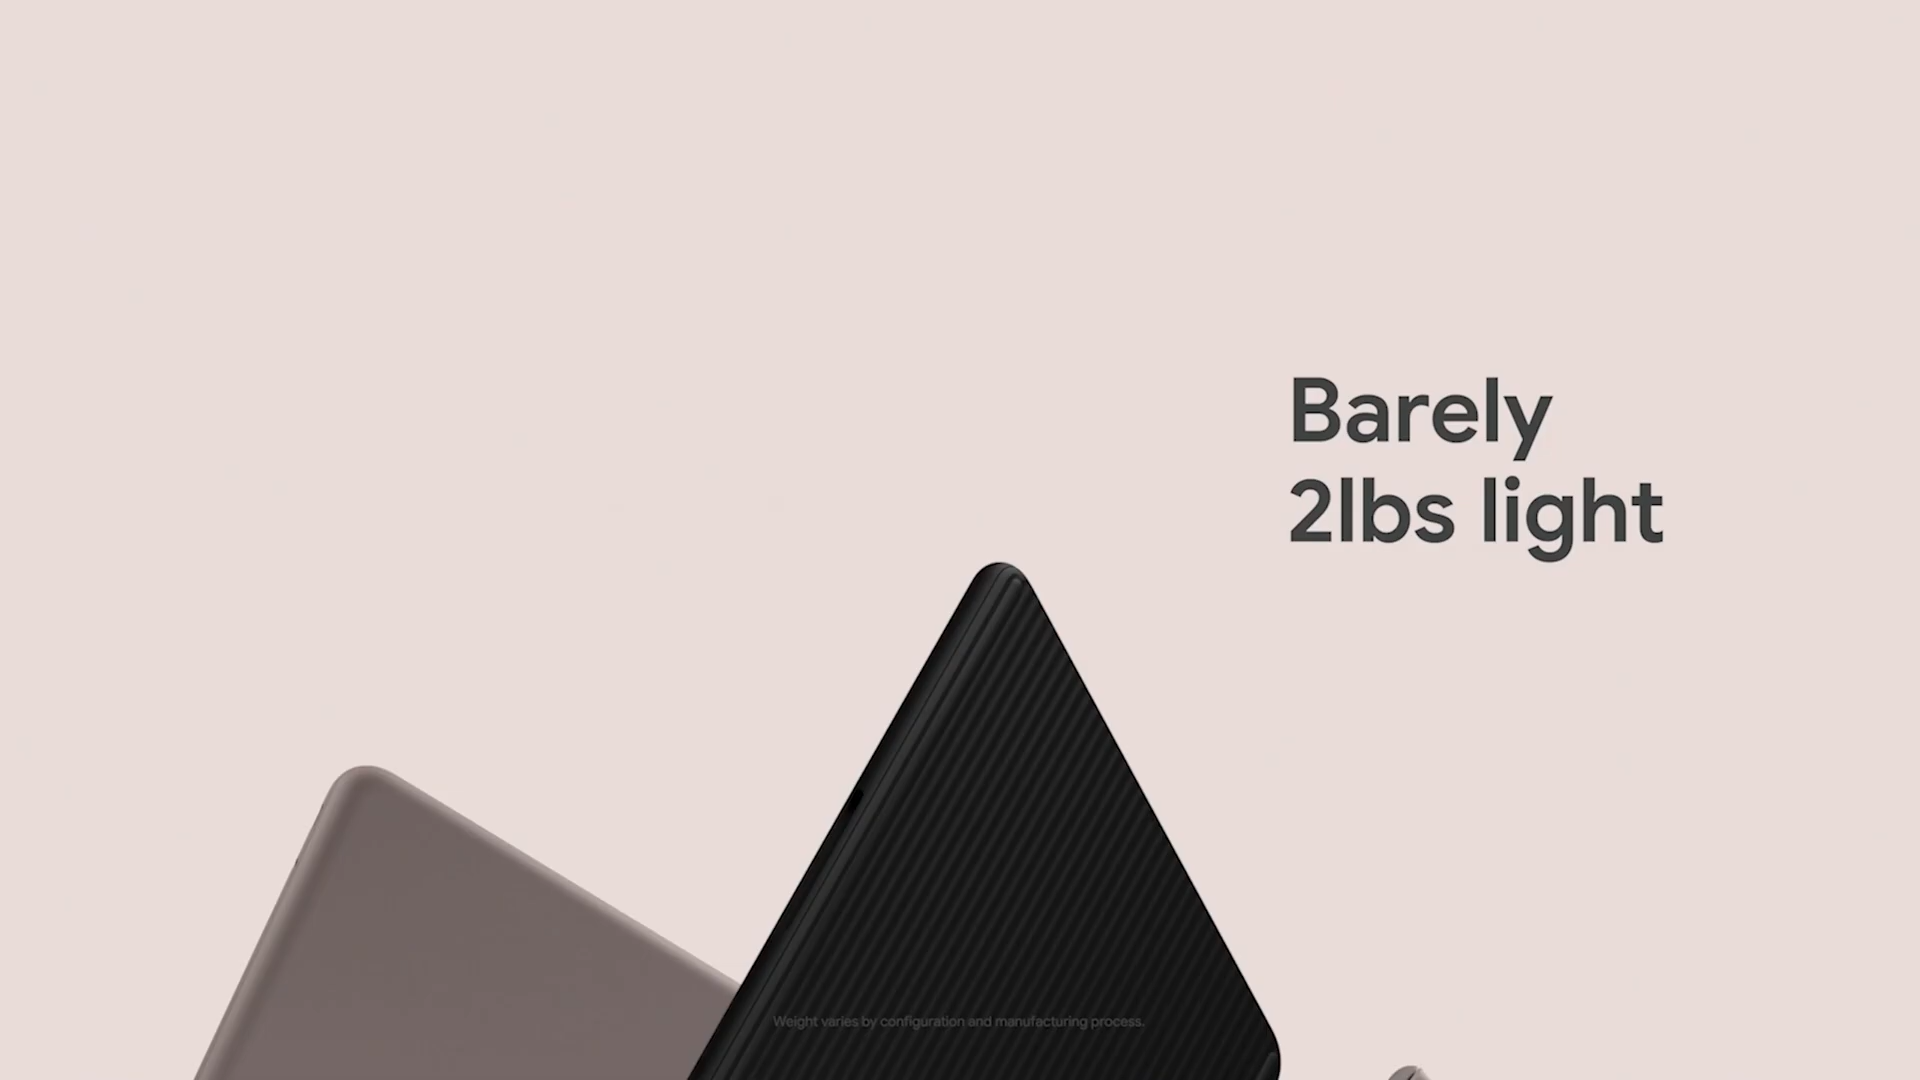 Barely
2lbs light
Weight varies by configuration and manufacturing process.